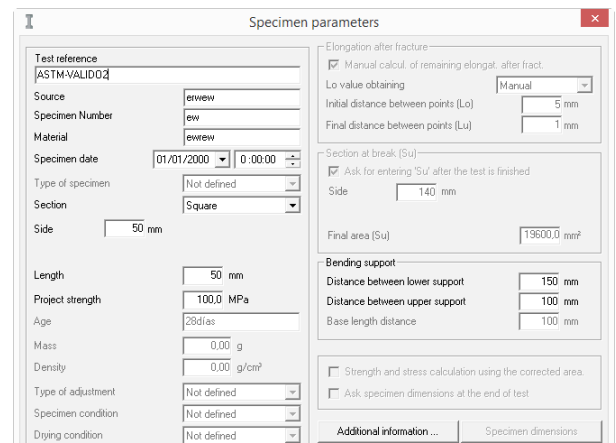 Specimen parameters
Test reference
ASTM-VALIDO2
Source erwew
Specimen Number ew
Material ewrew
Specimen date 01/01/2000 0:00:00
Type of specimen Not defined
Section Square
Side 50 mm
Length 50 mm
Project strength 100,0 MPa
Age 28días
Mass 0,00 g
Density 0,00 g/cm³
Type of adjustment Not defined
Specimen condition Not defined
Drying condition Not defined
Elongation after fracture
Manual calcul. of remaining elongat. after fract.
Lo value obtaining Manual
Initial distance between points (Lo) 5 mm
Final distance between points (Lu) 1 mm
Section at break (Su)
Ask for entering 'Su' after the test is finished
Side 140 mm
Final area (Su) 19600,0 mm²
Bending support
Distance between lower support 150 mm
Distance between upper support 100 mm
Base length distance 100 mm
Strength and stress calculation using the corrected area.
Ask specimen dimensions at the end of test
Additional information ... Specimen dimensions